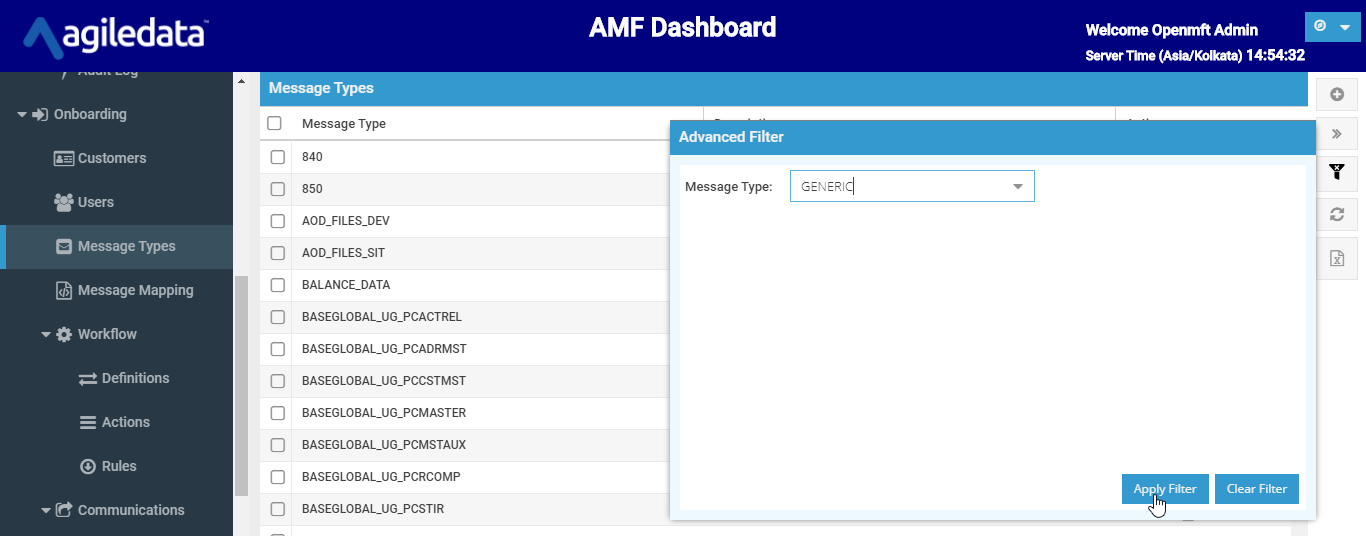 agiledata™
AMF Dashboard
Welcome Openmft Admin
Server Time (Asia/Kolkata) 14:54:32
Audit Log
Onboarding
Customers
Users
Message Types
Message Mapping
Workflow
Definitions
Actions
Rules
Communications
Message Types
Message Type
840
850
AOD_FILES_DEV
AOD_FILES_SIT
BALANCE_DATA
BASEGLOBAL_UG_PCACTREL
BASEGLOBAL_UG_PCADRMST
BASEGLOBAL_UG_PCCSTMST
BASEGLOBAL_UG_PCMASTER
BASEGLOBAL_UG_PCMSTAUX
BASEGLOBAL_UG_PCRCOMP
BASEGLOBAL_UG_PCSTIR
Advanced Filter
Message Type: GENERIC
Apply Filter Clear Filter